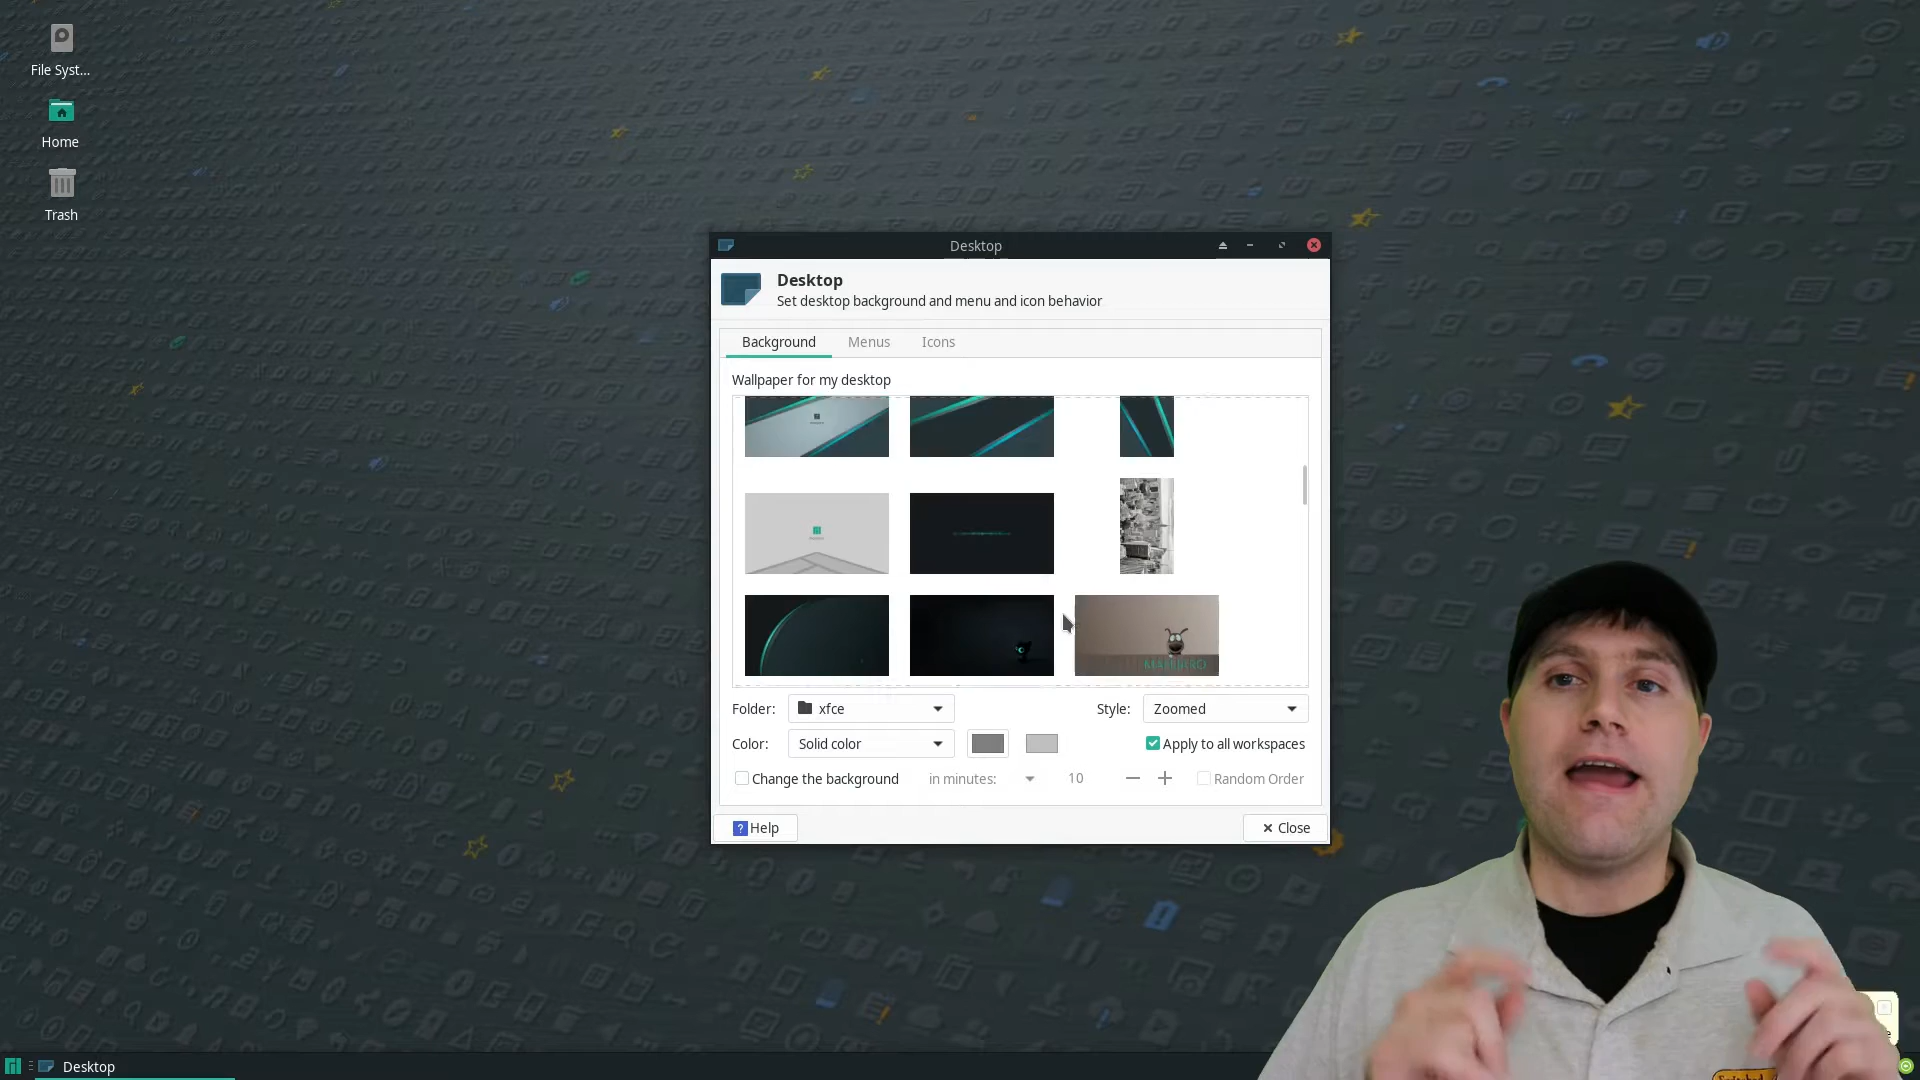 File Syst...
Home
Trash
Desktop
Desktop
Set desktop background and menu and icon behavior
Background Menus Icons
Wallpaper for my desktop
Folder: xfce Style: Zoomed
Color: Solid color Apply to all workspaces
Change the background in minutes: 10 Random Order
? Help Close
Desktop